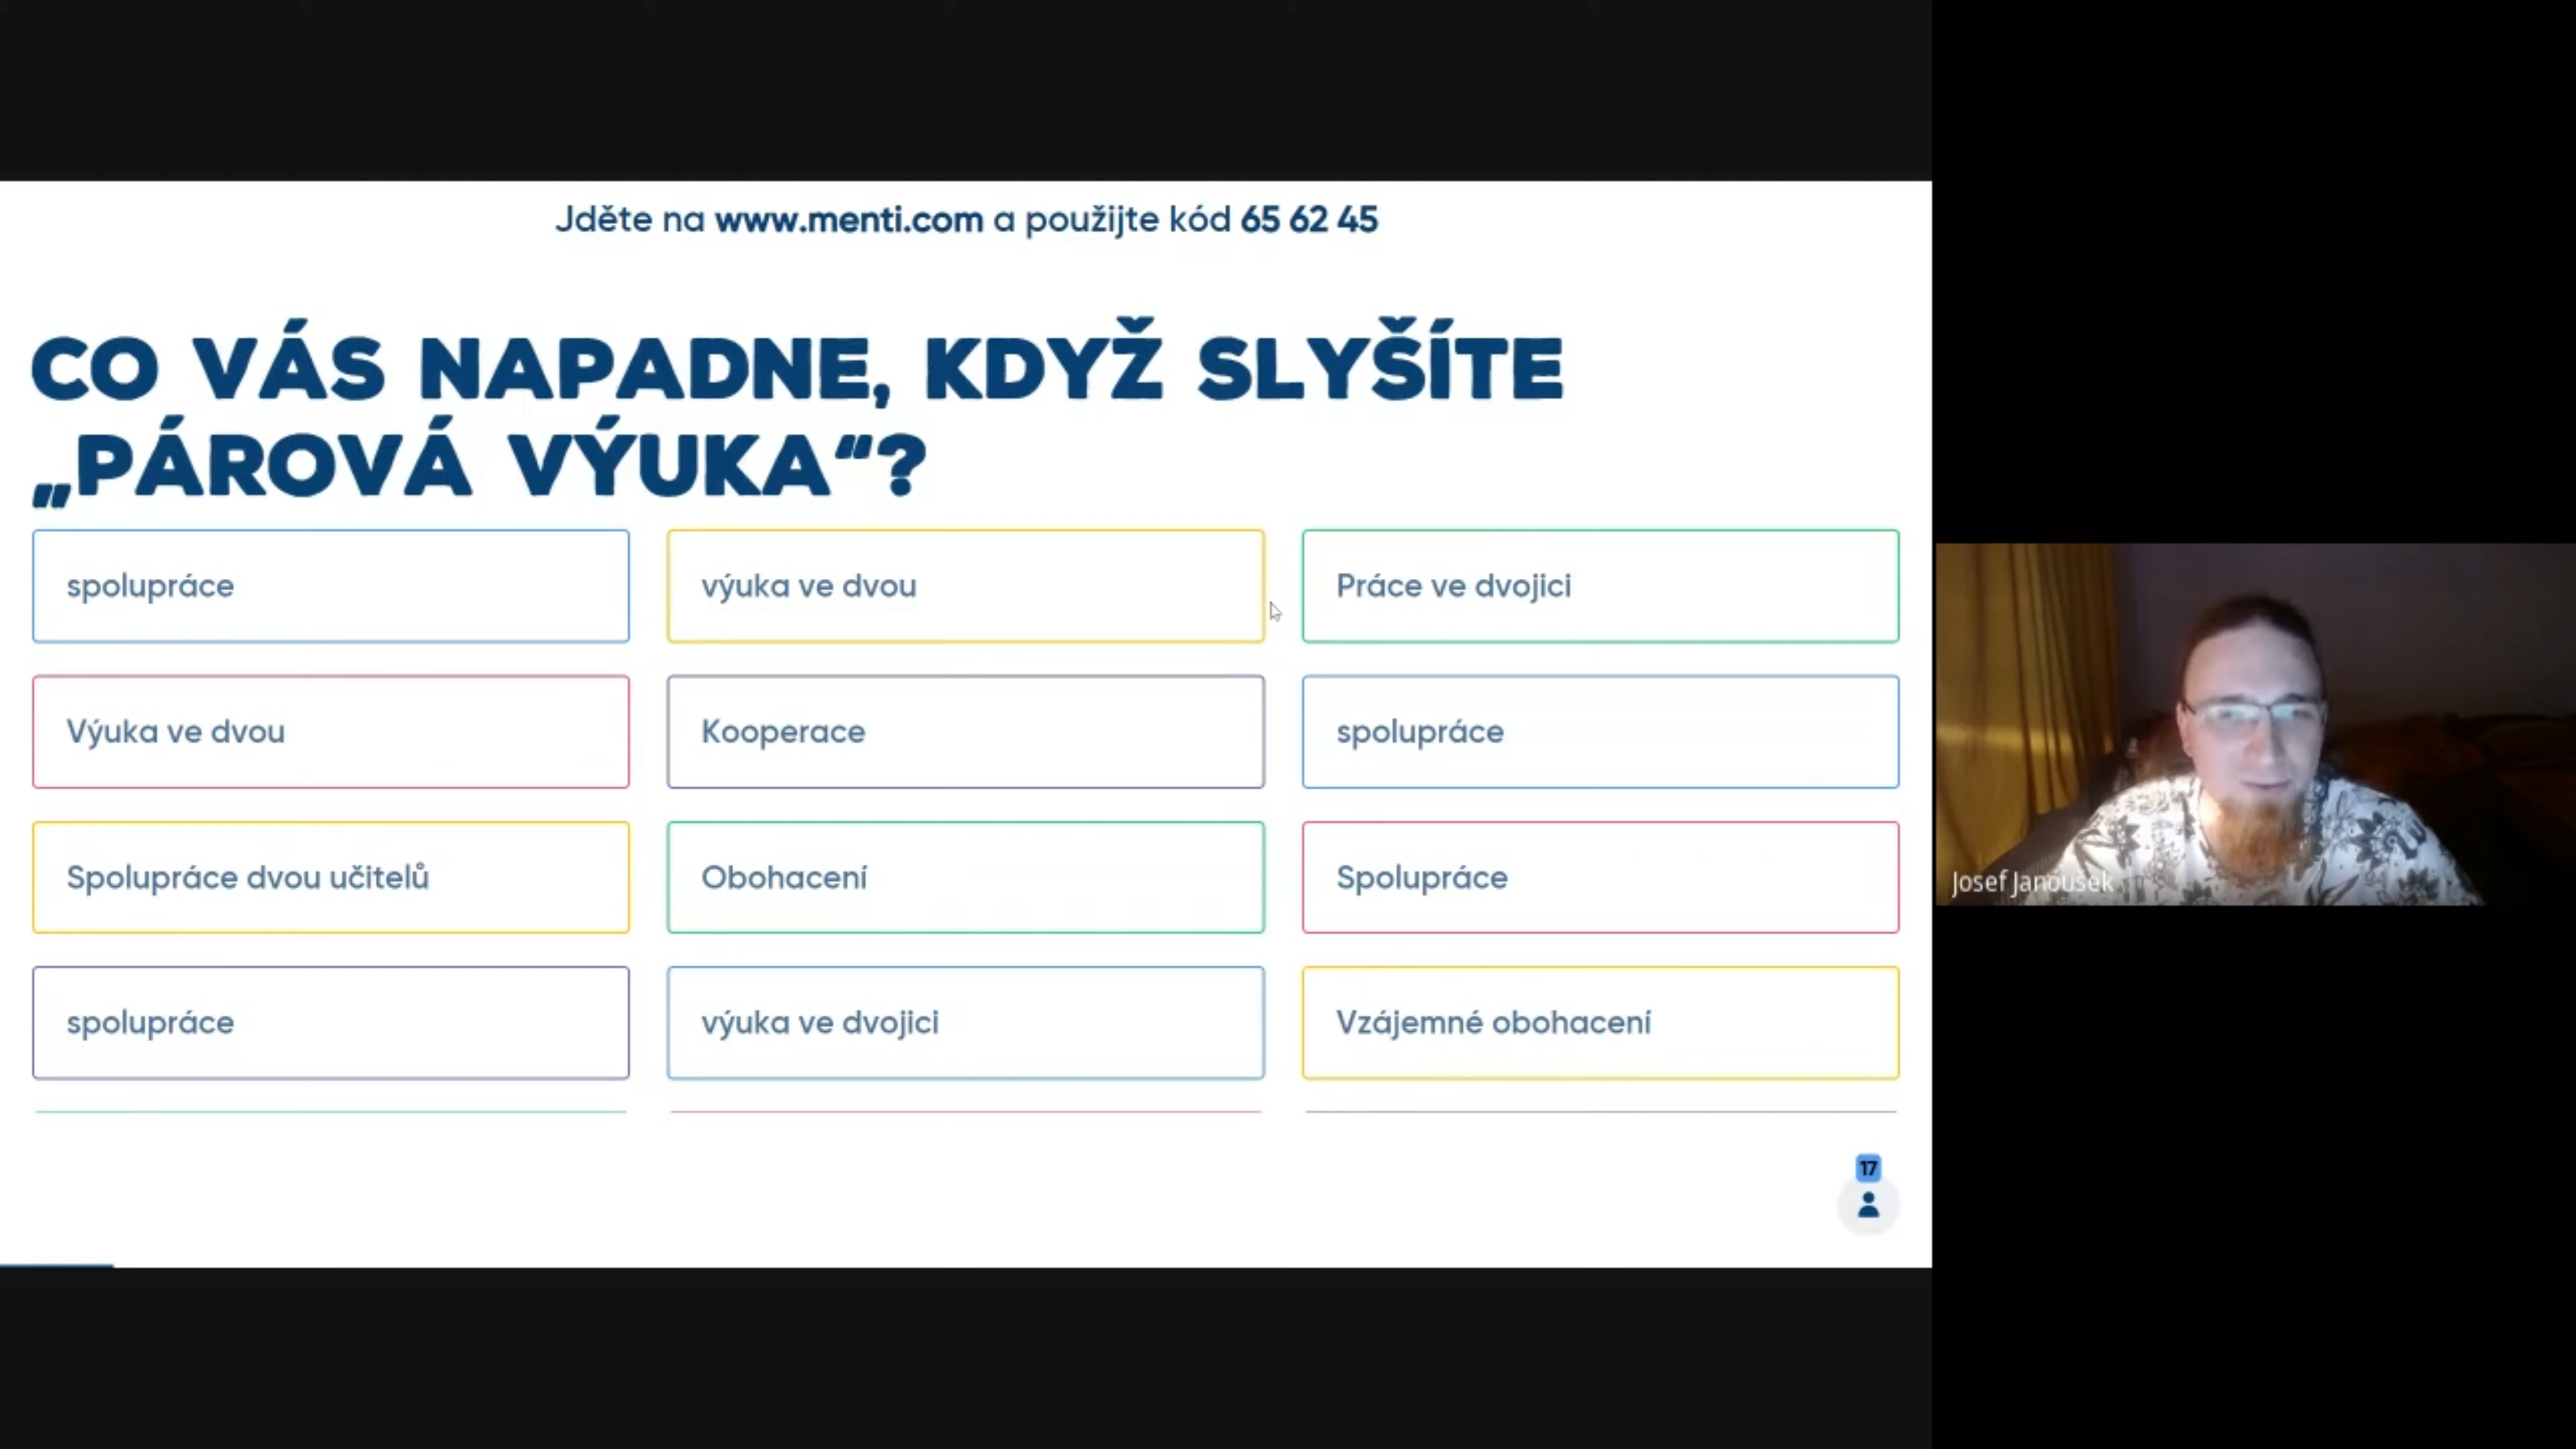 Jděte na www.menti.com a použijte kód 65 62 45
CO VÁS NAPADNE, KDYŽ SLYŠÍTE
„PÁROVÁ VÝUKA“?
spolupráce
výuka ve dvou
Práce ve dvojici
Výuka ve dvou
Kooperace
spolupráce
Spolupráce dvou učitelů
Obohacení
Spolupráce
spolupráce
výuka ve dvojici
Vzájemné obohacení
17
Josef Janoušek